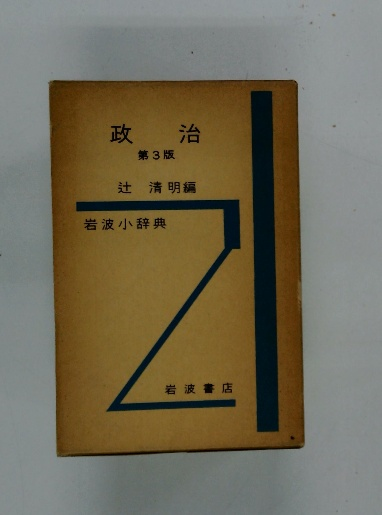 政 治
第3版
辻 清明編
岩波小辞典
岩波書店